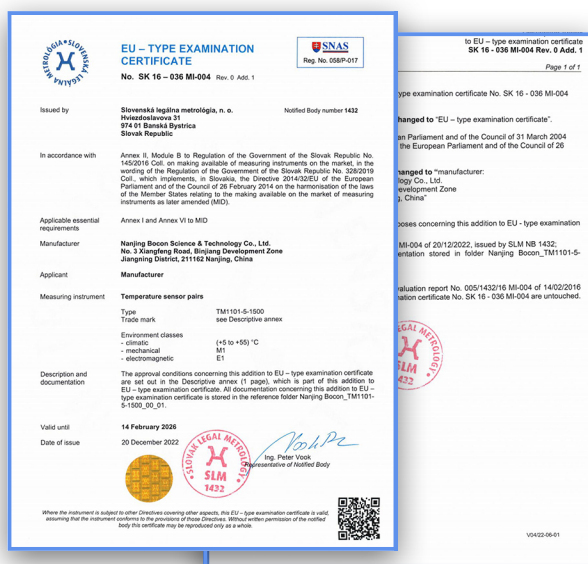 METROLÓGIA • SLOVENSKÁ LEGÁLNA
EU – TYPE EXAMINATION
CERTIFICATE
No. SK 16 – 036 MI-004 Rev. 0 Add. 1
SNAS
Reg. No. 058/P-017
Issued by
Slovenská legálna metrológia, n. o.
Hviezdoslavova 31
974 01 Banská Bystrica
Slovak Republic
Notified Body number 1432
In accordance with
Annex II, Module B to Regulation of the Government of the Slovak Republic No.
145/2016 Coll. on making available of measuring instruments on the market, in the
wording of the Regulation of the Government of the Slovak Republic No. 328/2019
Coll., which implements, in Slovakia, the Directive 2014/32/EU of the European
Parliament and of the Council of 26 February 2014 on the harmonisation of the laws
of the Member States relating to the making available on the market of measuring
instruments as later amended (MID).
Applicable essential
requirements
Annex I and Annex VI to MID
Manufacturer
Nanjing Bocon Science & Technology Co., Ltd.
No. 3 Xiangfeng Road, Binjiang Development Zone
Jiangning District, 211162 Nanjing, China
Applicant
Manufacturer
Measuring instrument
Temperature sensor pairs
Type TM1101-5-1500
Trade mark see Descriptive annex
Environment classes
- climatic (+5 to +55) °C
- mechanical M1
- electromagnetic E1
Description and
documentation
The approval conditions concerning this addition to EU – type examination certificate
are set out in the Descriptive annex (1 page), which is part of this addition to
EU – type examination certificate. All documentation concerning this addition to EU –
type examination certificate is stored in the reference folder Nanjing Bocon_TM1101-
5-1500_00_01.
Valid until 14 February 2026
Date of issue 20 December 2022
SLOVAK LEGAL METROLOGY
SLM
1432
Ing. Peter Vook
Representative of Notified Body
Where the instrument is subject to other Directives covering other aspects, this EU – type examination certificate is valid,
assuming that the instrument conforms to the provisions of those Directives. Without written permission of the notified
body this certificate may be reproduced only as a whole.
to EU – type examination certificate
SK 16 – 036 MI-004 Rev. 0 Add. 1
Page 1 of 1
type examination certificate No. SK 16 - 036 MI-004
hanged to "EU – type examination certificate".
an Parliament and of the Council of 31 March 2004
the European Parliament and of the Council of 26
hanged to "manufacturer:
logy Co., Ltd.
evelopment Zone
g, China"
poses concerning this addition to EU - type examination
MI-004 of 20/12/2022, issued by SLM NB 1432;
entation stored in folder Nanjing Bocon_TM1101-5-
valuation report No. 005/1432/16 MI-004 of 14/02/2016
nation certificate No. SK 16 - 036 MI-004 are untouched.
GAL METROLOGY
LM
432
V04/22-06-01